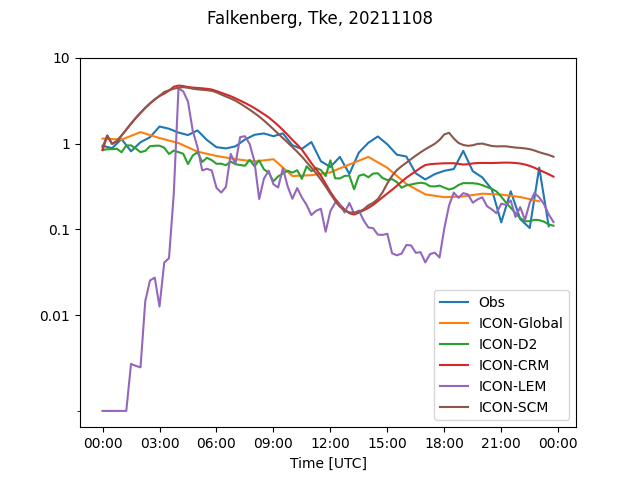 Falkenberg, Tke, 20211108
10
1
0.1
0.01
Obs
ICON-Global
ICON-D2
ICON-CRM
ICON-LEM
ICON-SCM
00:00 03:00 06:00 09:00 12:00 15:00 18:00 21:00 00:00
Time [UTC]